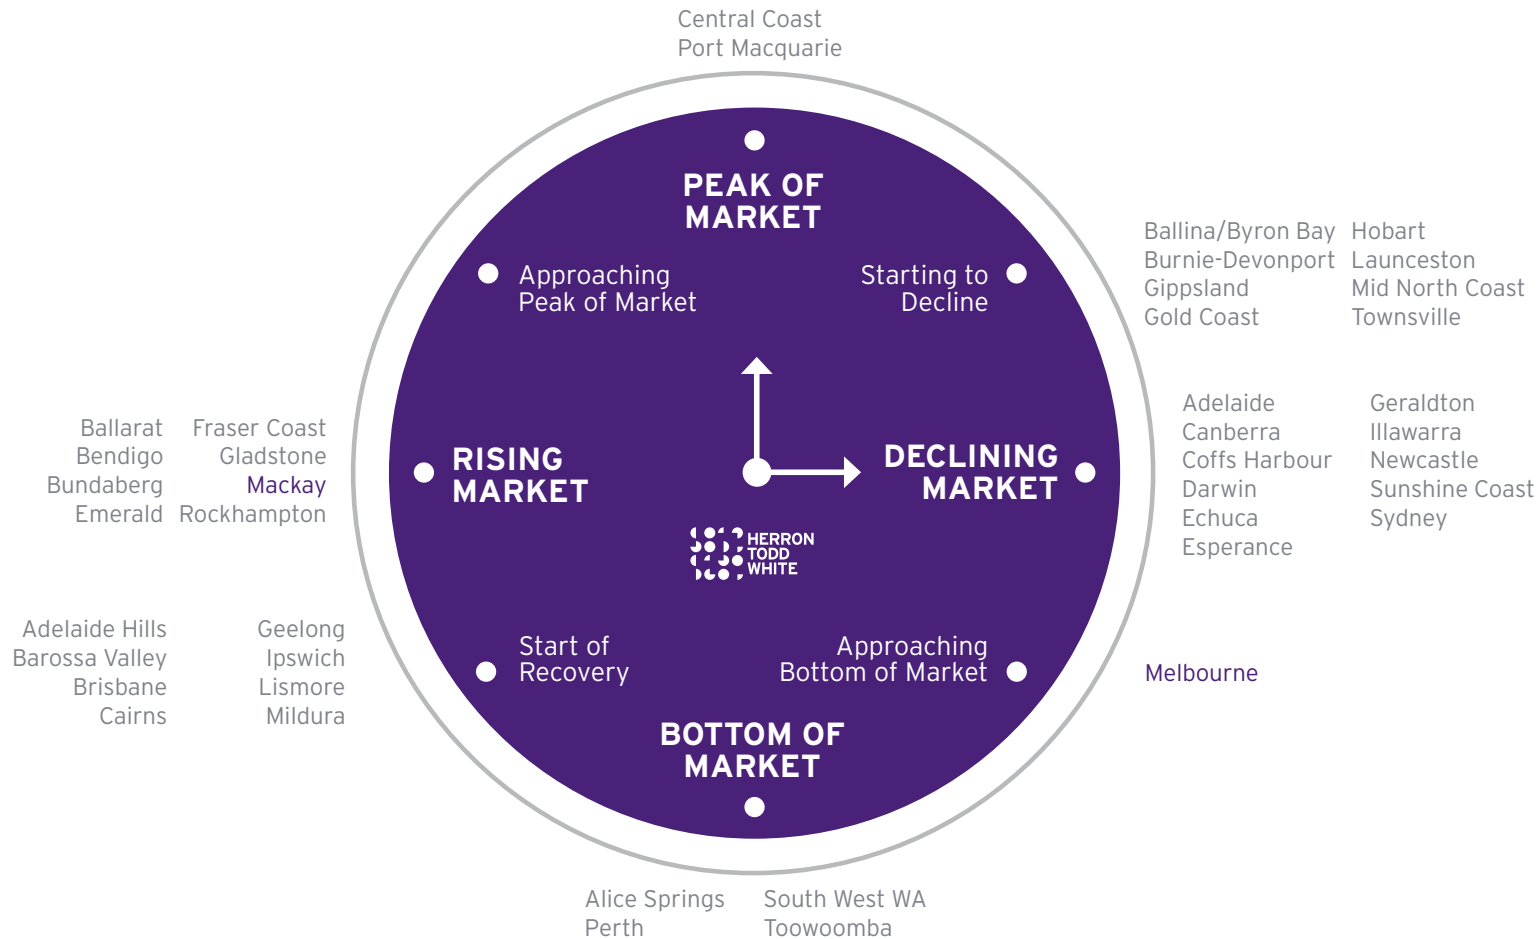 Central Coast
Port Macquarie
PEAK OF
MARKET
Approaching
Peak of Market
Starting to
Decline
Ballina/Byron Bay Hobart
Burnie-Devonport Launceston
Gippsland Mid North Coast
Gold Coast Townsville
Ballarat Fraser Coast
Bendigo Gladstone
Bundaberg Mackay
Emerald Rockhampton
RISING
MARKET
DECLINING
MARKET
Adelaide Geraldton
Canberra Illawarra
Coffs Harbour Newcastle
Darwin Sunshine Coast
Echuca Sydney
Esperance
HERRON
TODD
WHITE
Adelaide Hills Geelong
Barossa Valley Ipswich
Brisbane Lismore
Cairns Mildura
Start of
Recovery
Approaching
Bottom of Market
Melbourne
BOTTOM OF
MARKET
Alice Springs South West WA
Perth Toowoomba